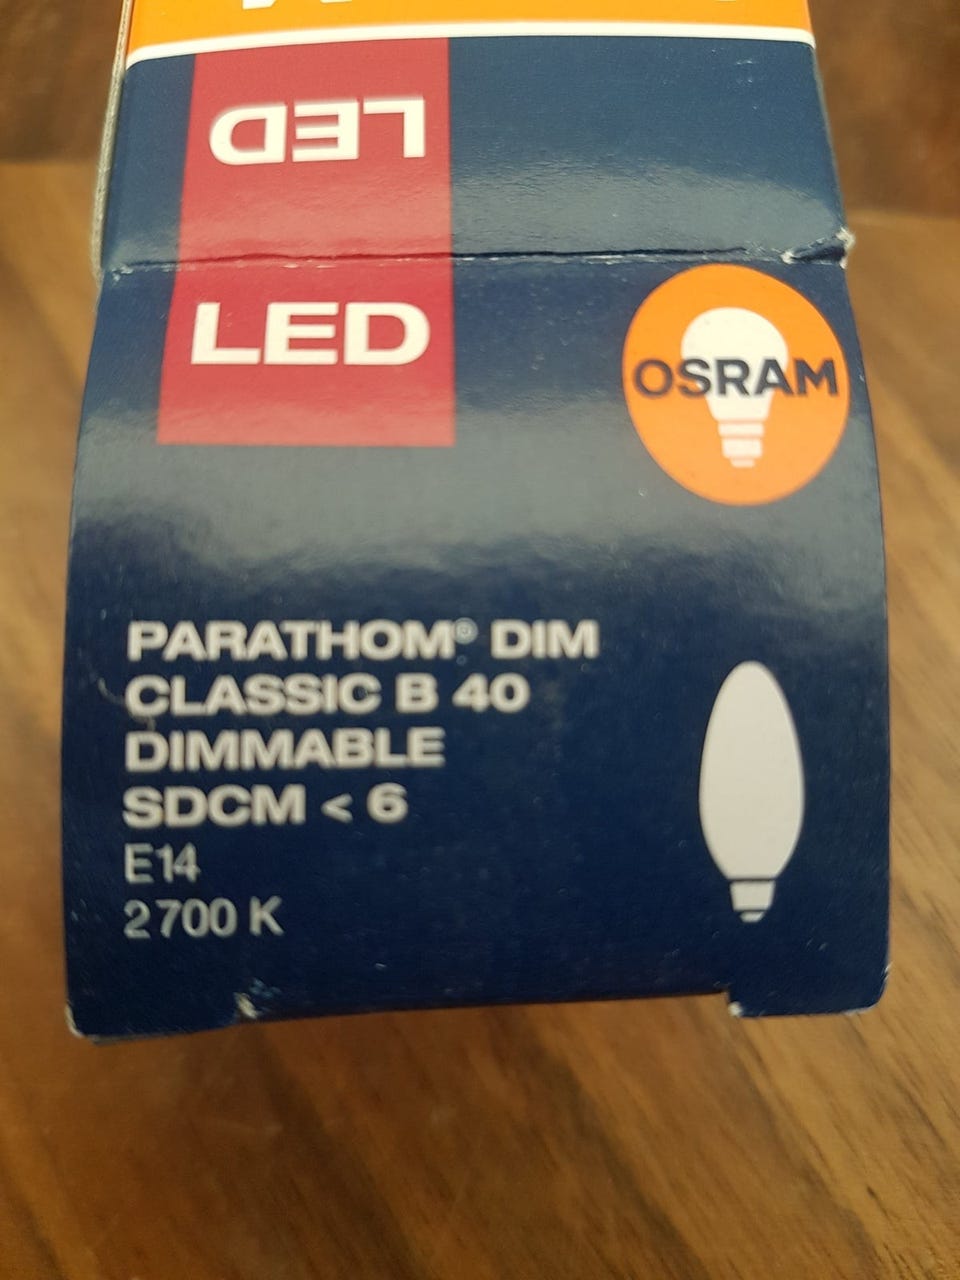 LED
LED
OSRAM
PARATHOM® DIM
CLASSIC B 40
DIMMABLE
SDCM < 6
E14
2700 K